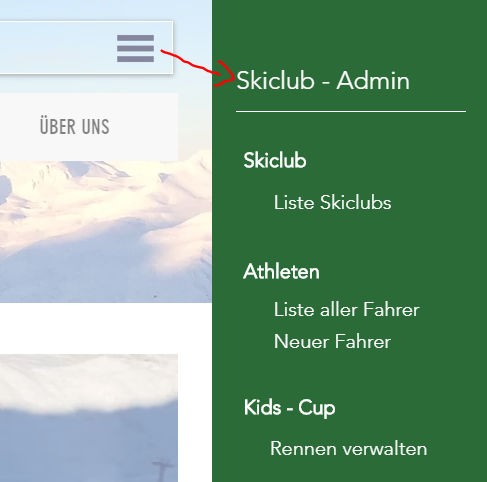 ÜBER UNS
Skiclub - Admin
Skiclub
Liste Skiclubs
Athleten
Liste aller Fahrer
Neuer Fahrer
Kids - Cup
Rennen verwalten